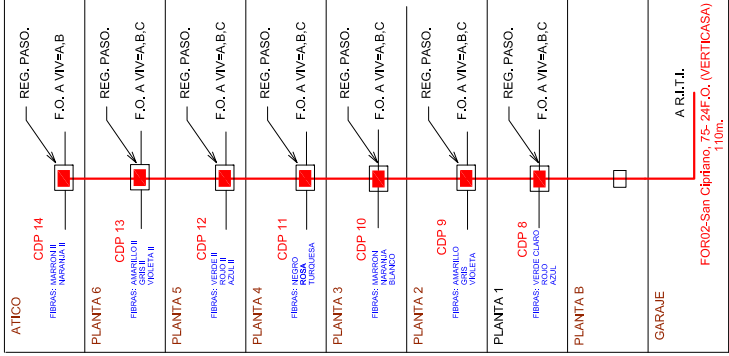 ATICO
CDP 14
FIBRAS: MARRON II
NARANJA II
REG. PASO.
F.O. A VIV=A,B
PLANTA 6
CDP 13
FIBRAS: AMARILLO II
GRIS II
VIOLETA II
REG. PASO.
F.O. A VIV=A,B,C
PLANTA 5
CDP 12
FIBRAS: VERDE II
ROJO II
AZUL II
REG. PASO.
F.O. A VIV=A,B,C
PLANTA 4
CDP 11
FIBRAS: NEGRO
ROSA
TURQUESA
REG. PASO.
F.O. A VIV=A,B,C
PLANTA 3
CDP 10
FIBRAS: MARRON
NARANJA
BLANCO
REG. PASO.
F.O. A VIV=A,B,C
PLANTA 2
CDP 9
FIBRAS: AMARILLO
GRIS
VIOLETA
REG. PASO.
F.O. A VIV=A,B,C
PLANTA 1
CDP 8
FIBRAS: VERDE CLARO
ROJO
AZUL
REG. PASO.
F.O. A VIV=A,B,C
PLANTA B
GARAJE
A R.I.T.I.
FOR02-San Cipriano, 75- 24F.O. (VERTICASA)
110m.